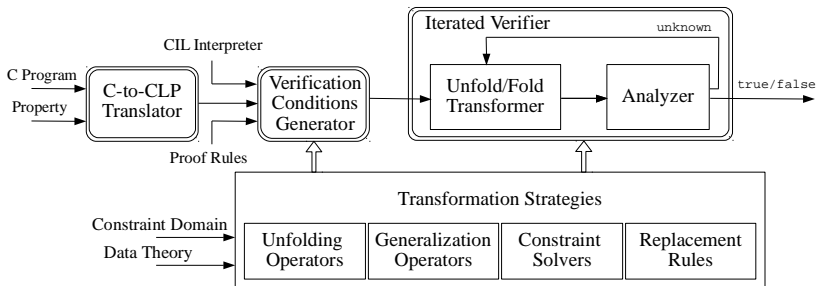 Iterated Verifier
unknown
CIL Interpreter
C Program
Property
C-to-CLP
Translator
Verification
Conditions
Generator
Unfold/Fold
Transformer
Analyzer
true/false
Proof Rules
Transformation Strategies
Constraint Domain
Data Theory
Unfolding
Operators
Generalization
Operators
Constraint
Solvers
Replacement
Rules